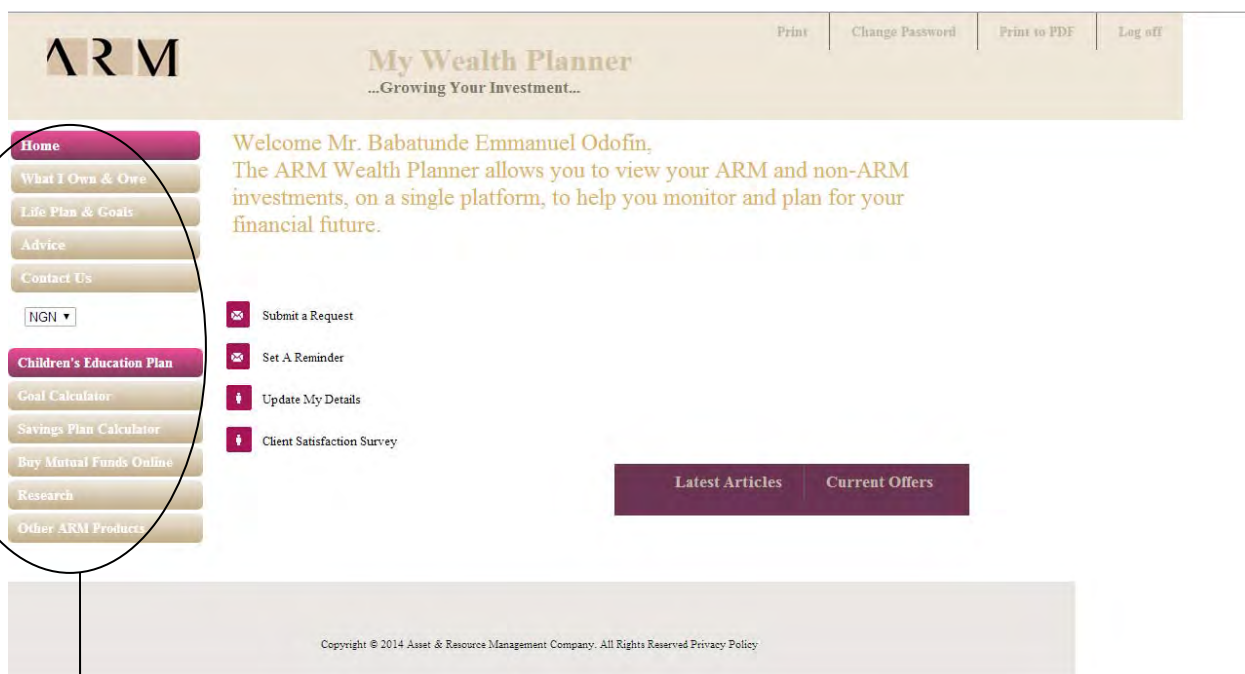 ARM
Print
Change Password
Print to PDF
Log off
My Wealth Planner
...Growing Your Investment...
Home
What I Own & Owe
Life Plan & Goals
Advice
Contact Us
NGN
Children's Education Plan
Goal Calculator
Savings Plan Calculator
Buy Mutual Funds Online
Research
Other ARM Products
Welcome Mr. Babatunde Emmanuel Odofin,
The ARM Wealth Planner allows you to view your ARM and non-ARM
investments, on a single platform, to help you monitor and plan for your
financial future.
Submit a Request
Set A Reminder
Update My Details
Client Satisfaction Survey
Latest Articles
Current Offers
Copyright © 2014 Asset & Resource Management Company. All Rights Reserved Privacy Policy